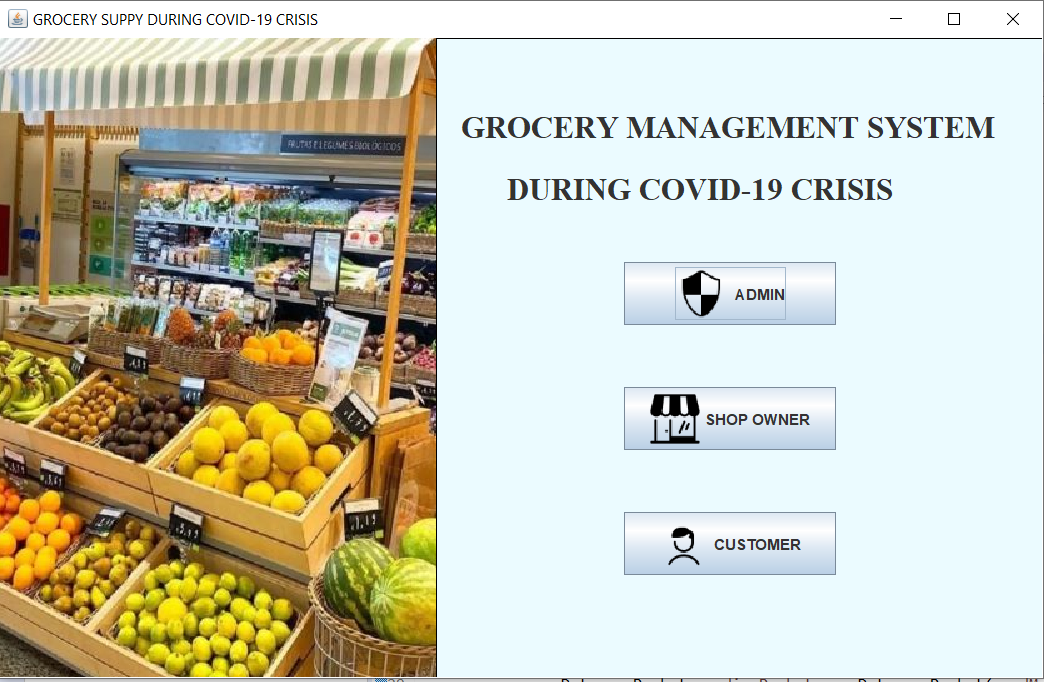 GROCERY SUPPY DURING COVID-19 CRISIS
FRUTAS E LEGUMES BIOLÓGICOS
GROCERY MANAGEMENT SYSTEM
DURING COVID-19 CRISIS
ADMIN
SHOP OWNER
CUSTOMER